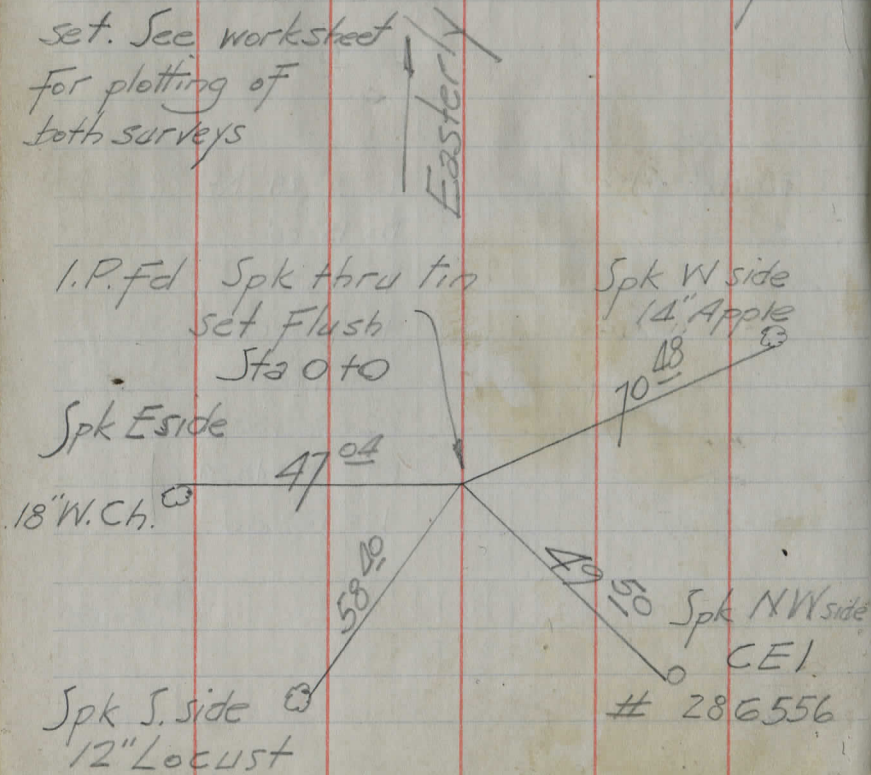 set. See worksheet
for plotting of
both surveys
Easterly
I.P. Fd Spk thru tin
set Flush
Sta 0 to 0
Spk W side
14" Apple
70 48
Spk E side
47 04
18" W. Ch.
58 40
49 50
Spk NW side
CEI
# 286556
Spk S. side
12" Locust